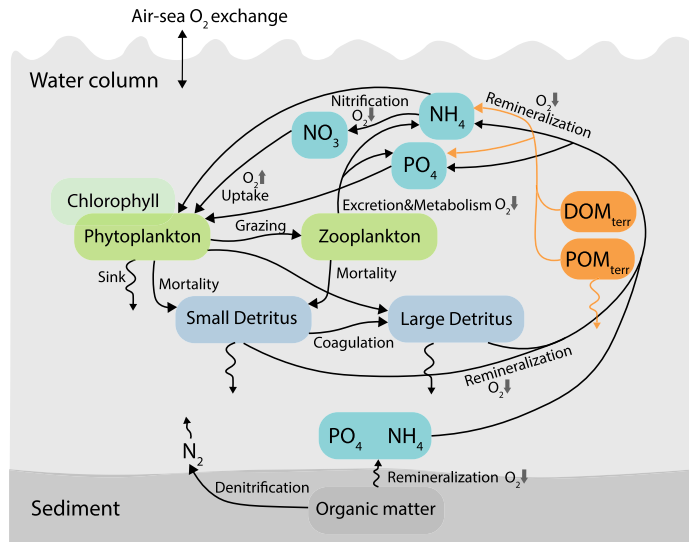 Air-sea O2 exchange
Water column
Nitrification
O2
NH4
O2
Remineralization
NO3
PO4
O2
Uptake
Chlorophyll
Phytoplankton
Grazing
Excretion&Metabolism O2
Zooplankton
DOMterr
POMterr
Sink
Mortality
Mortality
Small Detritus
Large Detritus
Coagulation
Remineralization
O2
PO4 NH4
N2
Denitrification
Remineralization O2
Sediment
Organic matter